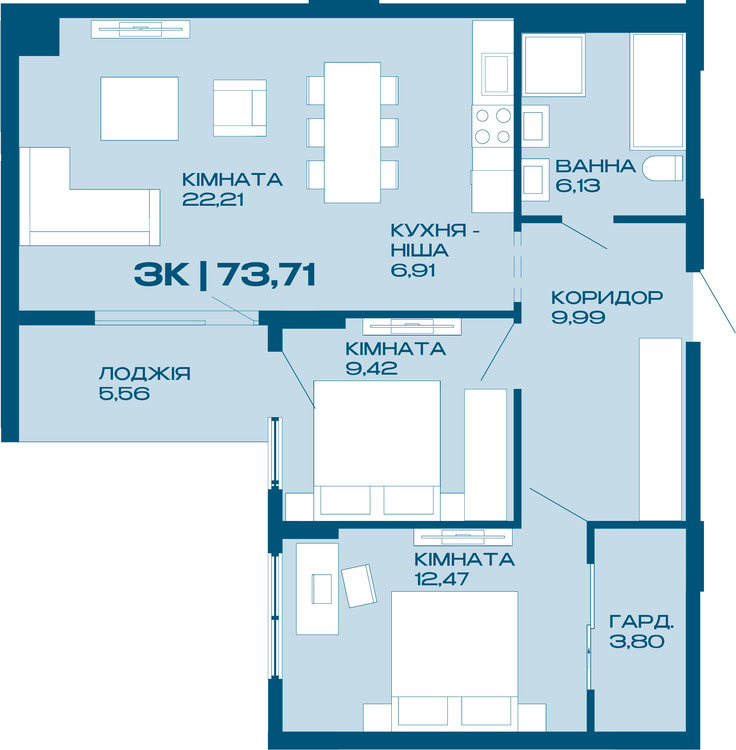 ВАННА
6,13
КІМНАТА
22,21
КУХНЯ -
НІША
6,91
3К | 73,71
КОРИДОР
9,99
КІМНАТА
9,42
ЛОДЖІЯ
5,56
КІМНАТА
12,47
ГАРД.
3,80